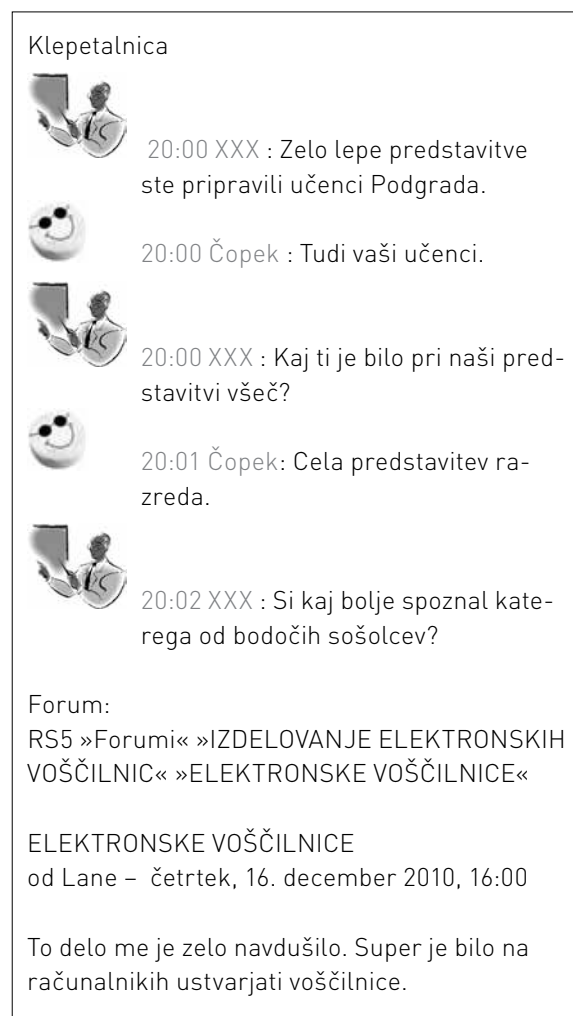 Klepetalnica
20:00 XXX : Zelo lepe predstavitve
ste pripravili učenci Podgrada.
20:00 Čopek : Tudi vaši učenci.
20:00 XXX : Kaj ti je bilo pri naši pred-
stavitvi všeč?
20:01 Čopek: Cela predstavitev ra-
zreda.
20:02 XXX : Si kaj bolje spoznal kate-
rega od bodočih sošolcev?
Forum:
RS5 »Forumi« »IZDELOVANJE ELEKTRONSKIH
VOŠČILNIC« »ELEKTRONSKE VOŠČILNICE«
ELEKTRONSKE VOŠČILNICE
od Lane – četrtek, 16. december 2010, 16:00
To delo me je zelo navdušilo. Super je bilo na
računalnikih ustvarjati voščilnice.